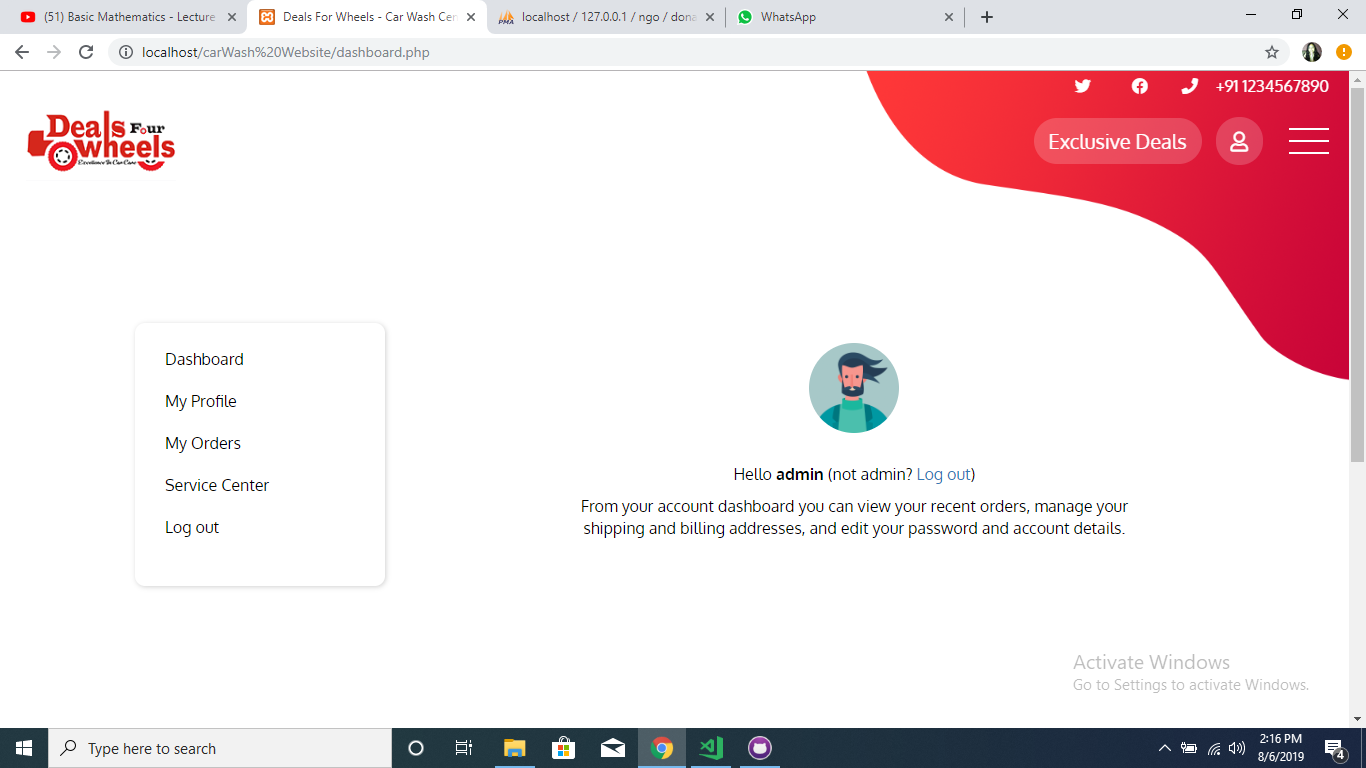 (51) Basic Mathematics - Lecture
Deals For Wheels - Car Wash Cen
localhost / 127.0.0.1 / ngo / dona
PMA
WhatsApp
localhost/carWash%20Website/dashboard.php
+911234567890
Deals Four
wheels
Excellence In Car Care
Exclusive Deals
Dashboard
My Profile
My Orders
Service Center
Log out
Hello admin (not admin? Log out)
From your account dashboard you can view your recent orders, manage your
shipping and billing addresses, and edit your password and account details.
Activate Windows
Go to Settings to activate Windows.
Type here to search
2:16 PM
8/6/2019
4